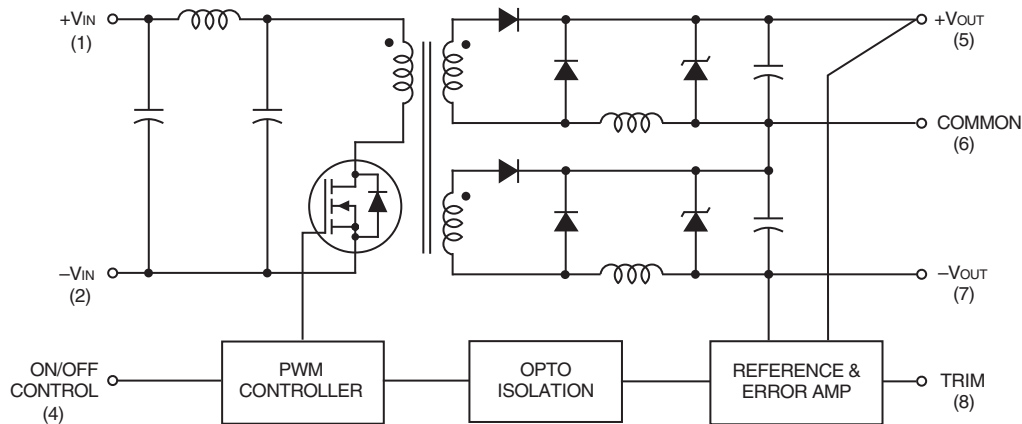 +VIN
(1)
+VOUT
(5)
COMMON
(6)
–VIN
(2)
–VOUT
(7)
ON/OFF
CONTROL
(4)
PWM
CONTROLLER
OPTO
ISOLATION
REFERENCE &
ERROR AMP
TRIM
(8)